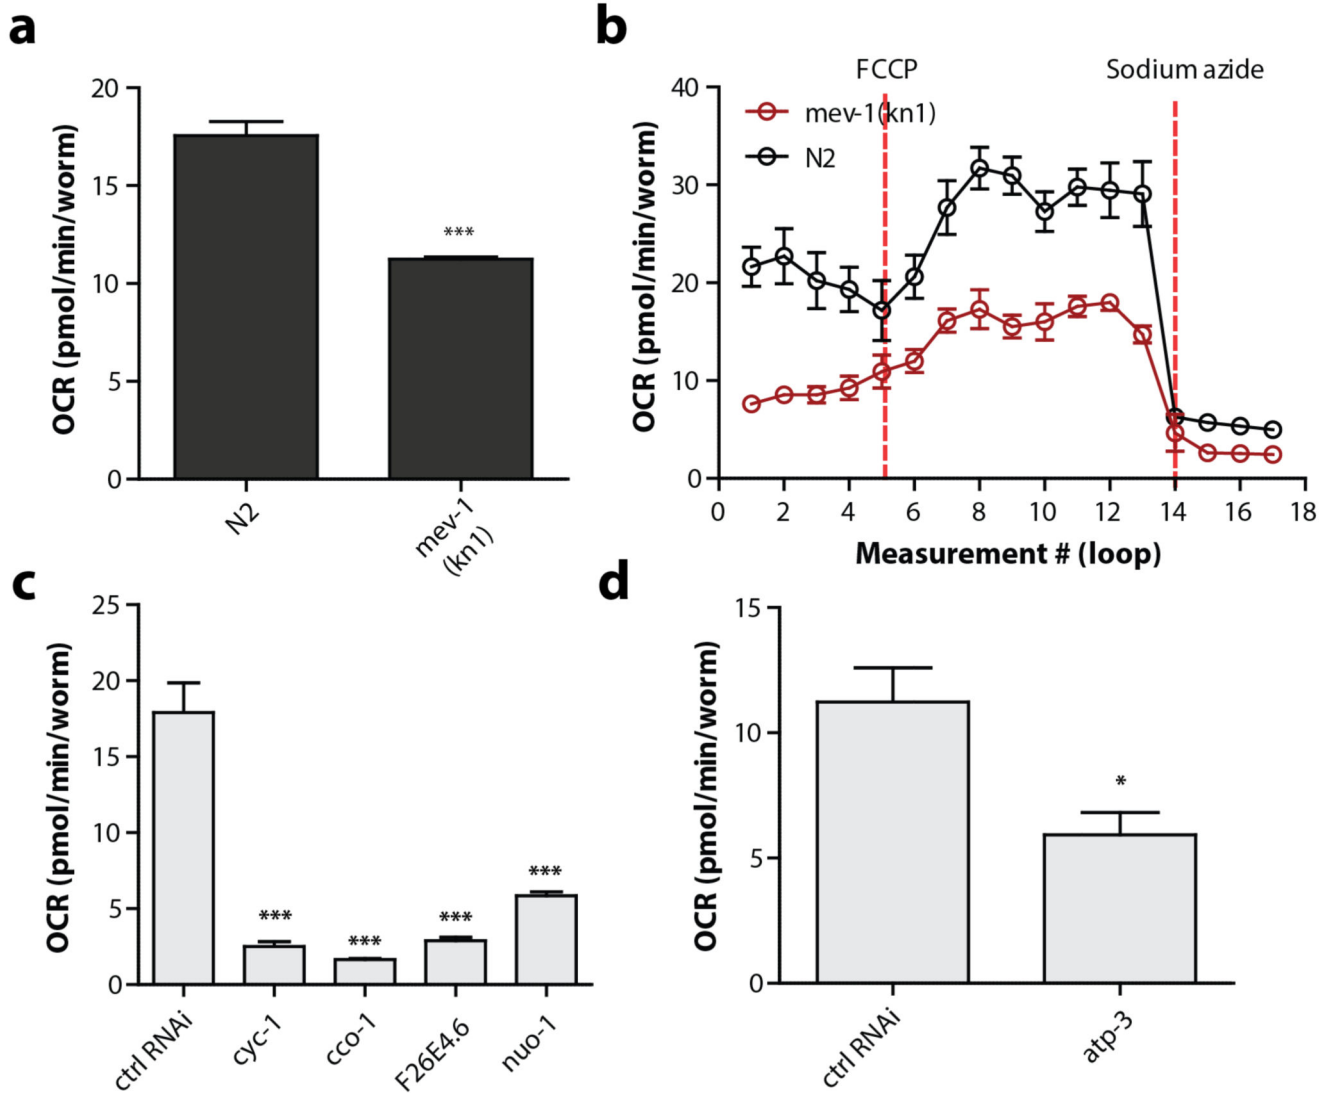 a
OCR (pmol/min/worm)
20
15
10
5
0
***
N2
mev-1
(kn1)
b
OCR (pmol/min/worm)
FCCP
Sodium azide
40
30
20
10
0
mev-1(kn1)
N2
0 2 4 6 8 10 12 14 16 18
Measurement # (loop)
c
OCR (pmol/min/worm)
25
20
15
10
5
0
***
***
***
***
ctrl RNAi
cyc-1
cco-1
F26E4.6
nuo-1
d
OCR (pmol/min/worm)
15
10
5
0
*
ctrl RNAi
atp-3